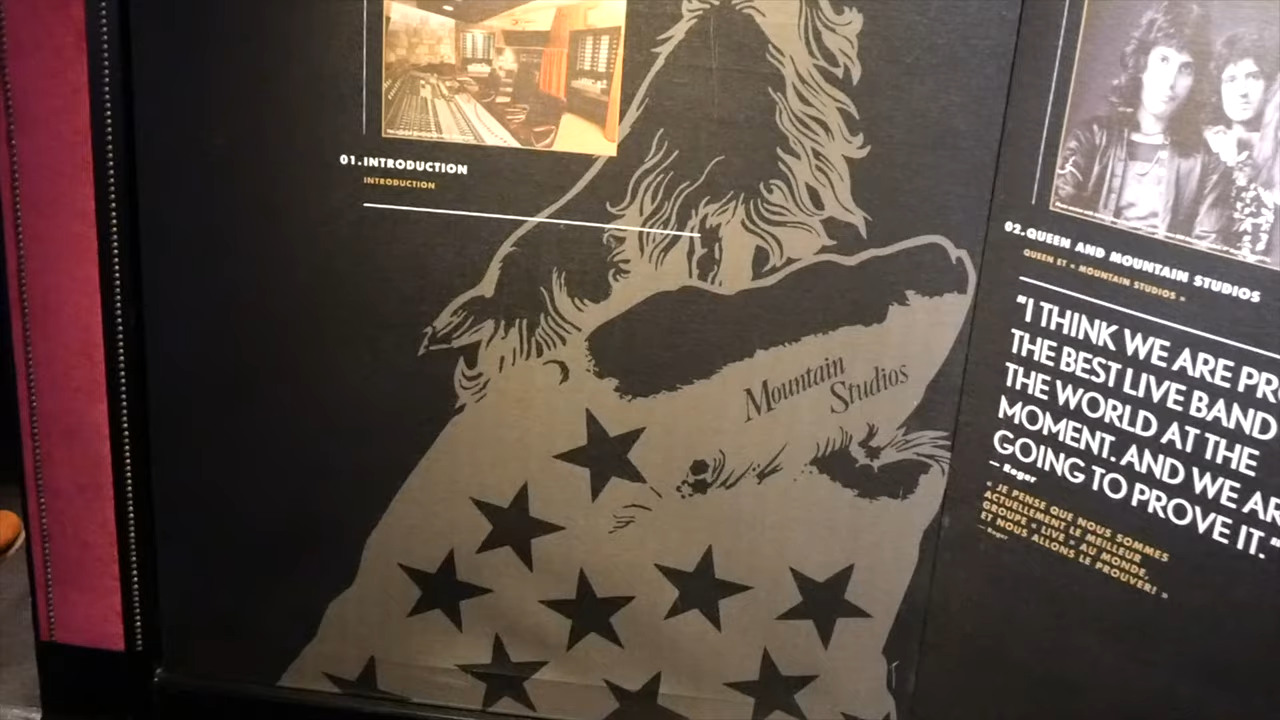 01.INTRODUCTION
INTRODUCTION
Mountain
Studios
02.QUEEN AND MOUNTAIN STUDIOS
QUEEN ET « MOUNTAIN STUDIOS »
"I THINK WE ARE
THE BEST LIVE BAND
THE WORLD AT THE
MOMENT. AND WE
GOING TO PROVE IT."
— Roger
« JE PENSE QUE NOUS SOMMES
ACTUELLEMENT LE MEILLEUR
GROUPE « LIVE » AU MONDE,
ET NOUS ALLONS LE PROUVER! »
— Roger